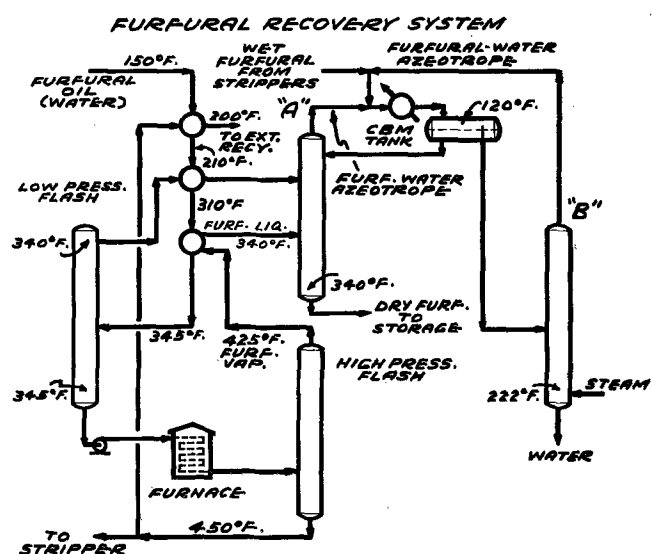 FURFURAL RECOVERY SYSTEM
150°F.
FURFURAL
OIL
(WATER)
WET
FURFURAL
FROM
STRIPPERS
FURFURAL-WATER
AZEOTROPE
"A"
200°F.
TO EXT.
RECY.
210°F.
CBM
TANK
120°F.
LOW PRESS.
FLASH
310°F
FURF. WATER
AZEOTROPE
"B"
FURF. LIQ.
340°F.
340°F.
340°F.
DRY FURF.
TO
STORAGE
345°F.
425°F.
FURF.
VAP.
HIGH PRESS.
FLASH
345°F.
222°F.
STEAM
WATER
FURNACE
450°F.
TO
STRIPPER